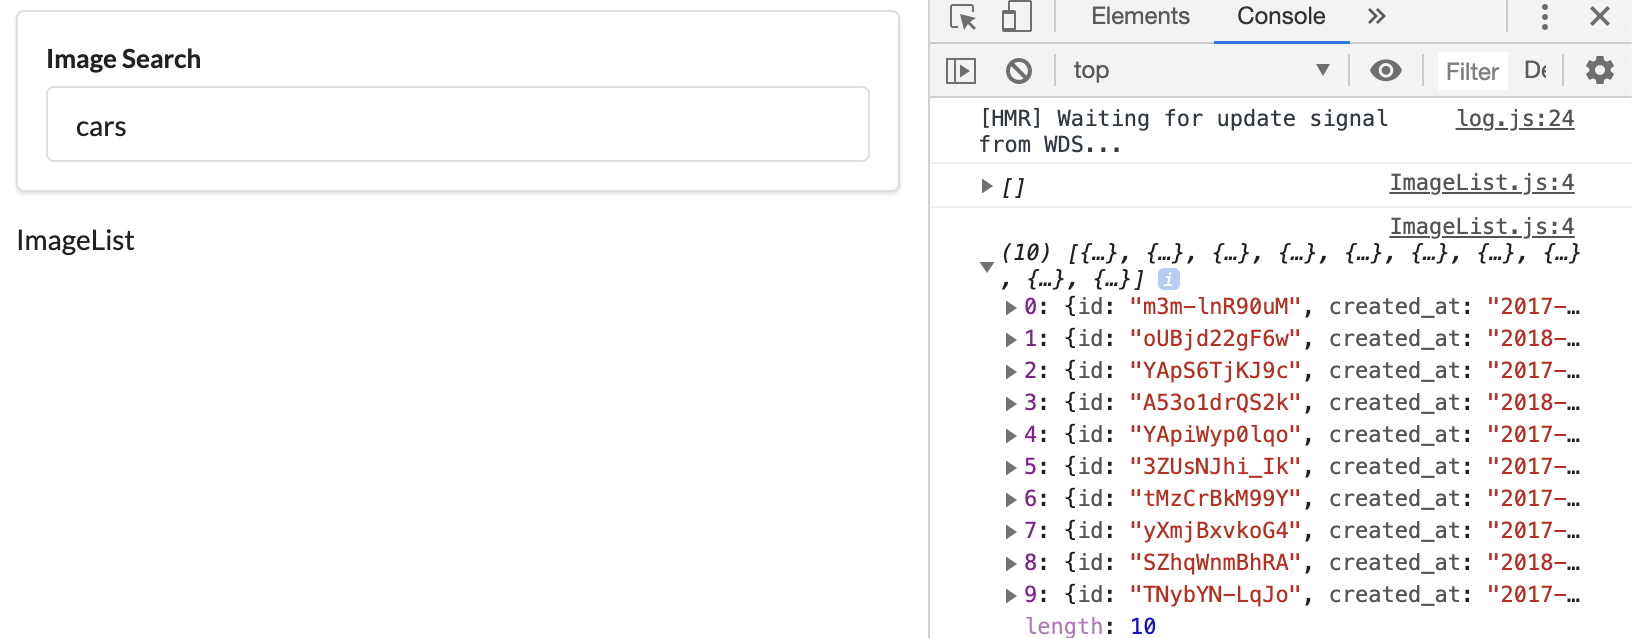 Image Search
cars
ImageList
Elements Console »
top Filter De
[HMR] Waiting for update signal log.js:24
from WDS...
[] ImageList.js:4
ImageList.js:4
(10) [{…}, {…}, {…}, {…}, {…}, {…}, {…}, {…}
, {…}, {…}] i
0: {id: "m3m-lnR90uM", created_at: "2017-…
1: {id: "oUBjd22gF6w", created_at: "2018-…
2: {id: "YApS6TjKJ9c", created_at: "2017-…
3: {id: "A53o1drQS2k", created_at: "2018-…
4: {id: "YApiWyp0lqo", created_at: "2017-…
5: {id: "3ZUsNJhi_Ik", created_at: "2017-…
6: {id: "tMzCrBkM99Y", created_at: "2017-…
7: {id: "yXmjBxvkoG4", created_at: "2017-…
8: {id: "SZhqWnmBhRA", created_at: "2018-…
9: {id: "TNybYN-LqJo", created_at: "2017-…
length: 10